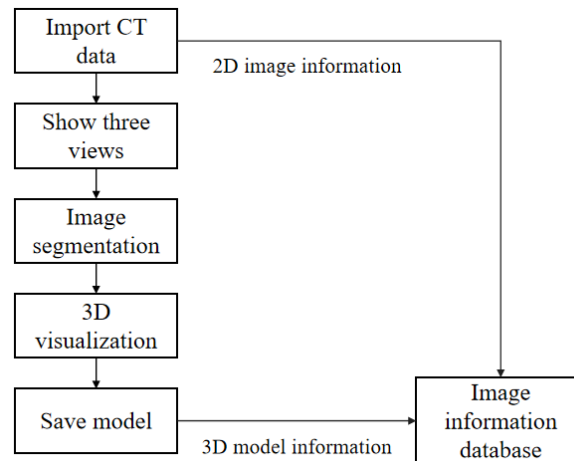 Import CT
data
2D image information
Show three
views
Image
segmentation
3D
visualization
Save model
3D model information
Image
information
database